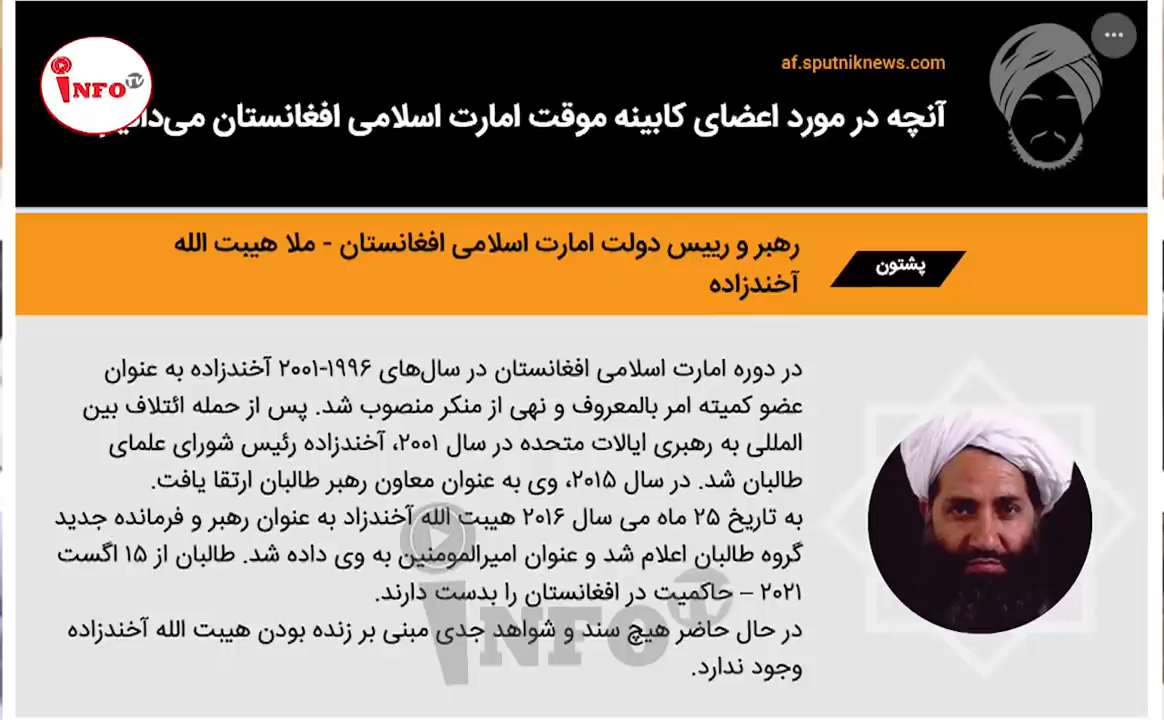 af.sputniknews.com
INFO TV
آنچه در مورد اعضای کابینه موقت امارت اسلامی افغانستان
پشتون
رهبر و رییس دولت امارت اسلامی افغانستان - ملا هیبت الله
آخندزاده
در دوره امارت اسلامی افغانستان در سال‌های ۱۹۹۶-۲۰۰۱ آخندزاده به عنوان
عضو کمیته امر بالمعروف و نهی از منکر منصوب شد. پس از حمله ائتلاف بین
المللی به رهبری ایالات متحده در سال ۲۰۰۱، آخندزاده رئیس شورای علمای
طالبان شد. در سال ۲۰۱۵، وی به عنوان معاون رهبر طالبان ارتقا یافت.
به تاریخ ۲۵ ماه می سال ۲۰۱۶ هیبت الله آخندزاد به عنوان رهبر و فرمانده جدید
گروه طالبان اعلام شد و عنوان امیرالمومنین به وی داده شد. طالبان از ۱۵ اگست
۲۰۲۱ – حاکمیت در افغانستان را بدست دارند.
در حال حاضر هیچ سند و شواهد جدی مبنی بر زنده بودن هیبت الله آخندزاده
وجود ندارد.
INFO TV